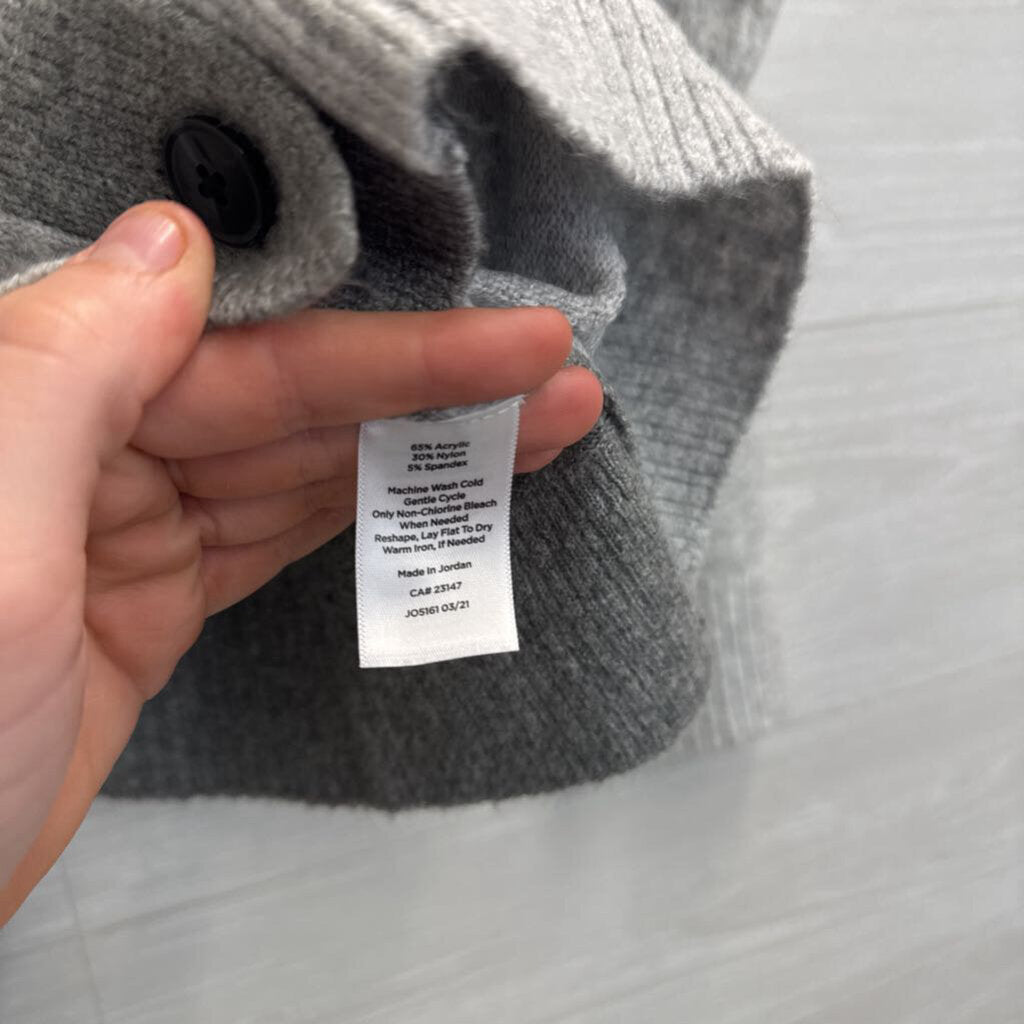 65% Acrylic
30% Nylon
5% Spandex
Machine Wash Cold
Gentle Cycle
Only Non-Chlorine Bleach
When Needed
Reshape, Lay Flat To Dry
Warm Iron, If Needed
Made In Jordan
CA# 23147
JO5161 03/21